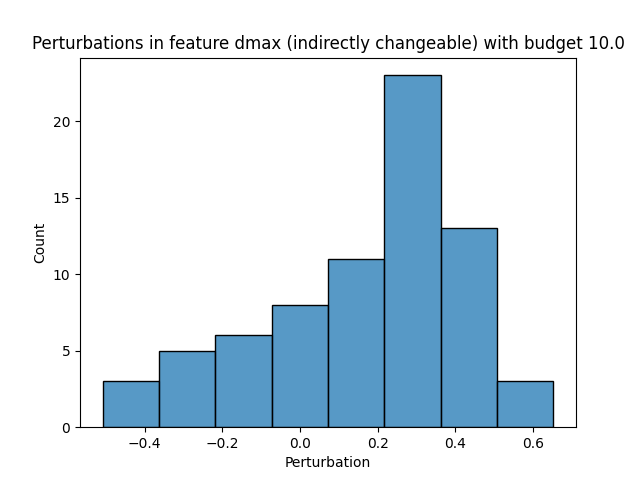 Perturbations in feature dmax (indirectly changeable) with budget 10.0
20
15
10
5
0
Count
−0.4 −0.2 0.0 0.2 0.4 0.6
Perturbation